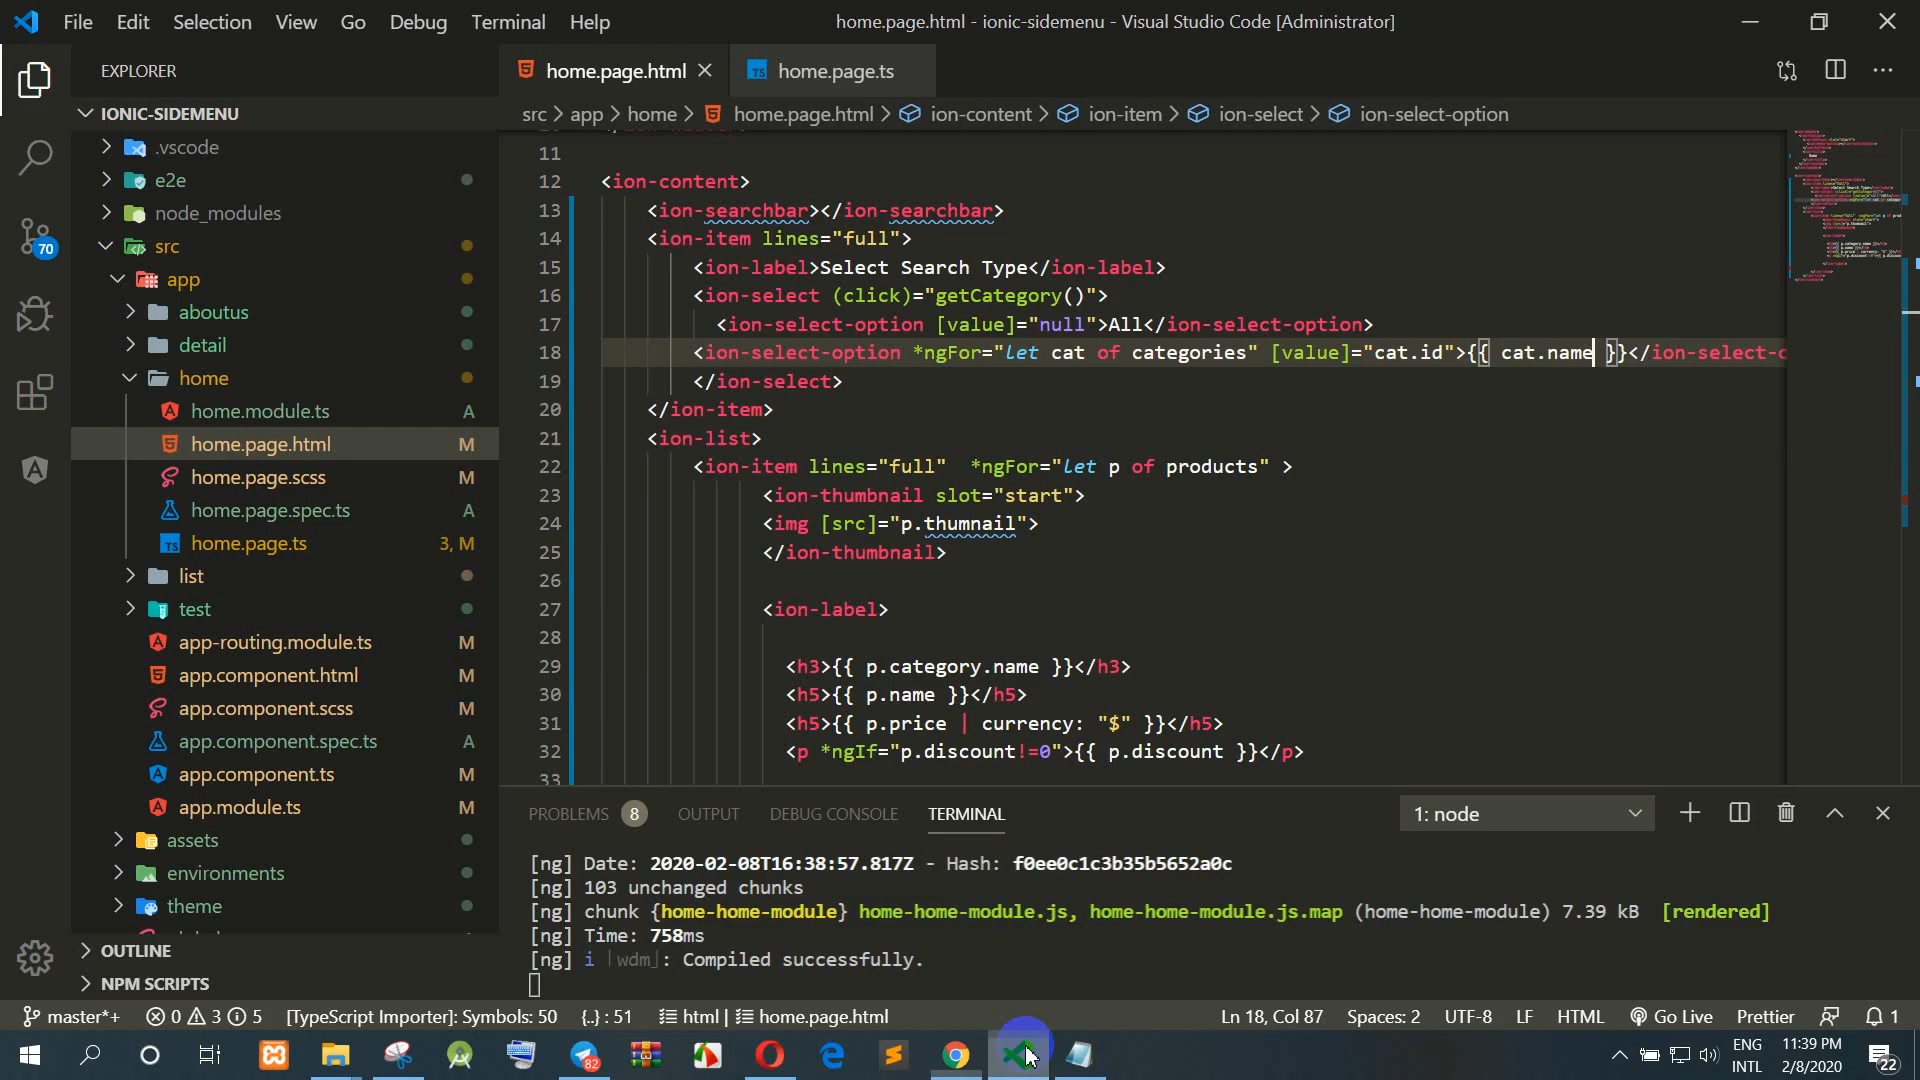 File Edit Selection View Go Debug Terminal Help
home.page.html - ionic-sidemenu - Visual Studio Code [Administrator]
EXPLORER
home.page.html
TS home.page.ts
IONIC-SIDEMENU
src > app > home > home.page.html > ion-content > ion-item > ion-select > ion-select-option
.vscode
e2e
node_modules
src
app
aboutus
detail
home
home.module.ts A
home.page.html M
home.page.scss M
home.page.spec.ts A
TS home.page.ts 3, M
list
test
app-routing.module.ts M
app.component.html M
app.component.scss M
app.component.spec.ts A
app.component.ts M
app.module.ts M
assets
environments
theme
OUTLINE
NPM SCRIPTS
70
11
12 <ion-content>
13 <ion-searchbar></ion-searchbar>
14 <ion-item lines="full">
15 <ion-label>Select Search Type</ion-label>
16 <ion-select (click)="getCategory()">
17 <ion-select-option [value]="null">All</ion-select-option>
18 <ion-select-option *ngFor="let cat of categories" [value]="cat.id">{{ cat.name }}</ion-select-o
19 </ion-select>
20 </ion-item>
21 <ion-list>
22 <ion-item lines="full" *ngFor="let p of products" >
23 <ion-thumbnail slot="start">
24 <img [src]="p.thumnail">
25 </ion-thumbnail>
26
27 <ion-label>
28
29 <h3>{{ p.category.name }}</h3>
30 <h5>{{ p.name }}</h5>
31 <h5>{{ p.price | currency: "$" }}</h5>
32 <p *ngIf="p.discount!=0">{{ p.discount }}</p>
33
PROBLEMS 8 OUTPUT DEBUG CONSOLE TERMINAL 1: node
[ng] Date: 2020-02-08T16:38:57.817Z - Hash: f0ee0c1c3b35b5652a0c
[ng] 103 unchanged chunks
[ng] chunk {home-home-module} home-home-module.js, home-home-module.js.map (home-home-module) 7.39 kB [rendered]
[ng] Time: 758ms
[ng] i ｢wdm｣: Compiled successfully.
master*+ 0 3 5 [TypeScript Importer]: Symbols: 50 {..} : 51 html | home.page.html Ln 18, Col 87 Spaces: 2 UTF-8 LF HTML Go Live Prettier 1
82
ENG
INTL
11:39 PM
2/8/2020
22